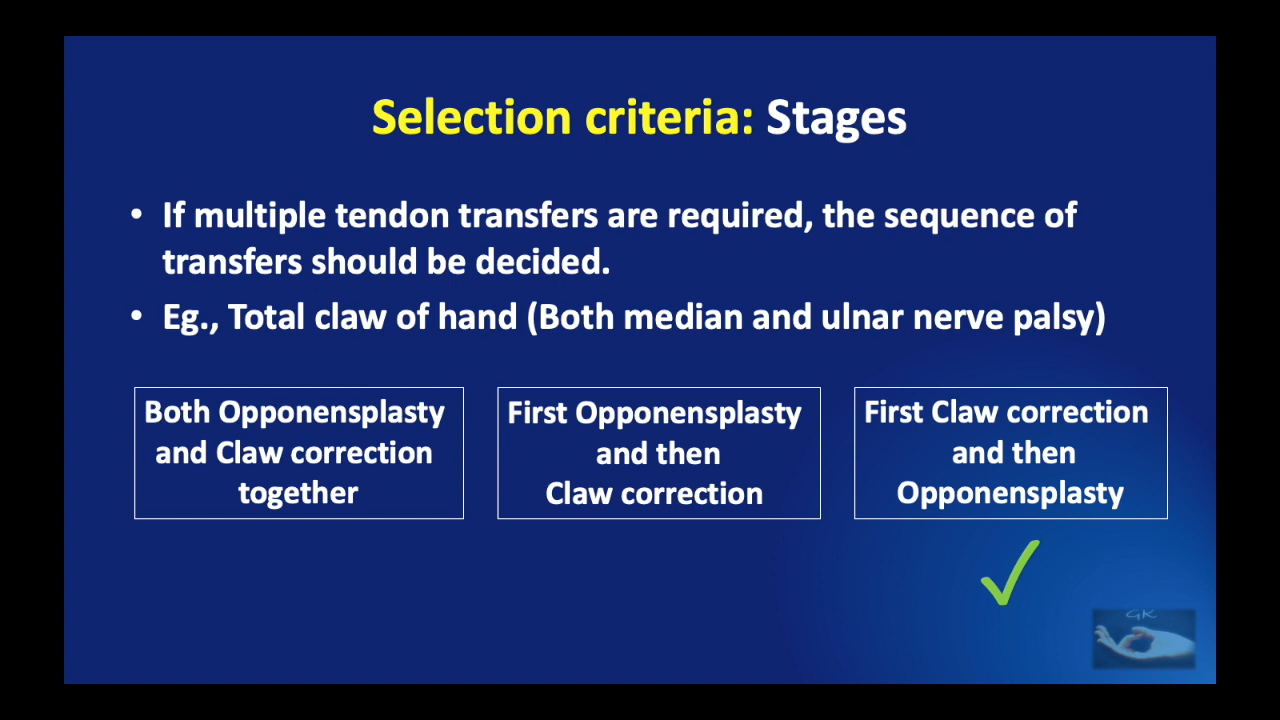 Selection criteria: Stages
• If multiple tendon transfers are required, the sequence of
transfers should be decided.
• Eg., Total claw of hand (Both median and ulnar nerve palsy)
Both Opponensplasty
and Claw correction
together
First Opponensplasty
and then
Claw correction
First Claw correction
and then
Opponensplasty
GK